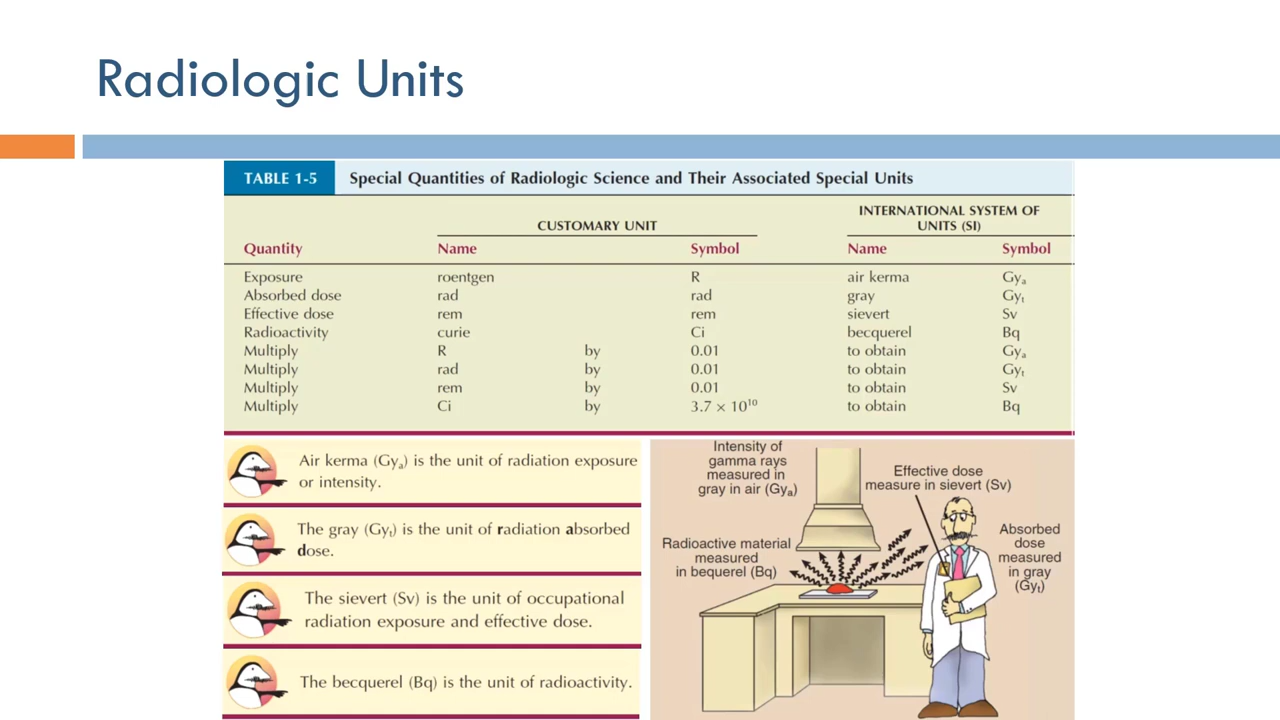 Radiologic Units
TABLE 1-5 Special Quantities of Radiologic Science and Their Associated Special Units
CUSTOMARY UNIT
INTERNATIONAL SYSTEM OF
UNITS (SI)
Quantity Name Symbol Name Symbol
Exposure roentgen R air kerma Gyₐ
Absorbed dose rad rad gray Gyₜ
Effective dose rem rem sievert Sv
Radioactivity curie Ci becquerel Bq
Multiply R by 0.01 to obtain Gyₐ
Multiply rad by 0.01 to obtain Gyₜ
Multiply rem by 0.01 to obtain Sv
Multiply Ci by 3.7 × 10¹⁰ to obtain Bq
Air kerma (Gyₐ) is the unit of radiation exposure
or intensity.
The gray (Gyₜ) is the unit of radiation absorbed
dose.
The sievert (Sv) is the unit of occupational
radiation exposure and effective dose.
The becquerel (Bq) is the unit of radioactivity.
Intensity of
gamma rays
measured in
gray in air (Gyₐ)
Effective dose
measure in sievert (Sv)
Radioactive material
measured
in bequerel (Bq)
Absorbed
dose
measured
in gray
(Gyₜ)